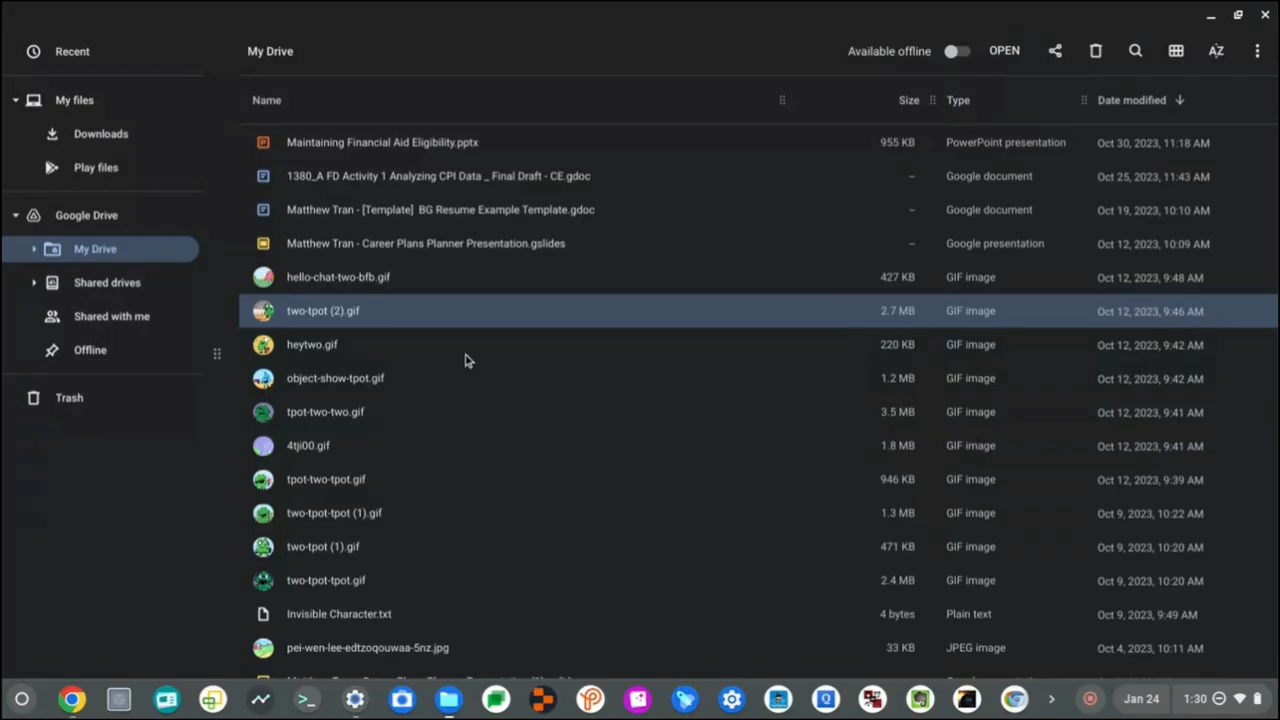 Recent
My Drive
Available offline
OPEN
AZ
My files
Downloads
Play files
Google Drive
My Drive
Shared drives
Shared with me
Offline
Trash
Name Size Type Date modified
Maintaining Financial Aid Eligibility.pptx 955 KB PowerPoint presentation Oct 30, 2023, 11:18 AM
1380_A FD Activity 1 Analyzing CPI Data _ Final Draft - CE.gdoc -- Google document Oct 25, 2023, 11:43 AM
Matthew Tran - [Template] BG Resume Example Template.gdoc -- Google document Oct 19, 2023, 10:10 AM
Matthew Tran - Career Plans Planner Presentation.gslides -- Google presentation Oct 12, 2023, 10:09 AM
hello-chat-two-bfb.gif 427 KB GIF image Oct 12, 2023, 9:48 AM
two-tpot (2).gif 2.7 MB GIF image Oct 12, 2023, 9:46 AM
heytwo.gif 220 KB GIF image Oct 12, 2023, 9:42 AM
object-show-tpot.gif 1.2 MB GIF image Oct 12, 2023, 9:42 AM
tpot-two-two.gif 3.5 MB GIF image Oct 12, 2023, 9:41 AM
4tji00.gif 1.8 MB GIF image Oct 12, 2023, 9:41 AM
tpot-two-tpot.gif 946 KB GIF image Oct 12, 2023, 9:39 AM
two-tpot-tpot (1).gif 1.3 MB GIF image Oct 9, 2023, 10:22 AM
two-tpot (1).gif 471 KB GIF image Oct 9, 2023, 10:20 AM
two-tpot-tpot.gif 2.4 MB GIF image Oct 9, 2023, 10:20 AM
Invisible Character.txt 4 bytes Plain text Oct 9, 2023, 9:49 AM
pei-wen-lee-edtzoqouwaa-5nz.jpg 33 KB JPEG image Oct 4, 2023, 10:11 AM
Jan 24
1:30